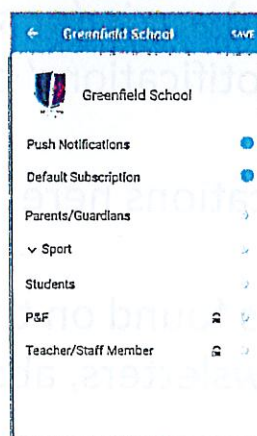 ← Greenfield School SAVE
Greenfield School
Push Notifications
Default Subscription
Parents/Guardians
Sport
Students
P&F
Teacher/Staff Member